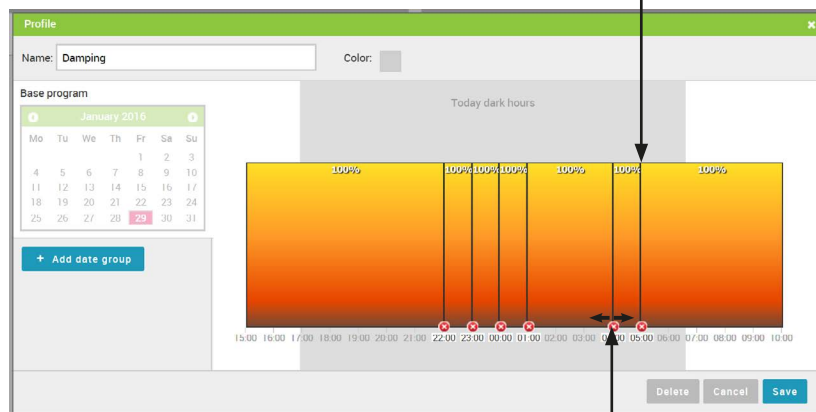 Profile
Name: Damping Color:
Base program
January 2016
Mo Tu We Th Fr Sa Su
1 2 3
4 5 6 7 8 9 10
11 12 13 14 15 16 17
18 19 20 21 22 23 24
25 26 27 28 29 30 31
+ Add date group
Today dark hours
100% 100% 100% 100% 100% 100% 100%
15:00 16:00 17:00 18:00 19:00 20:00 21:00 22:00 23:00 00:00 01:00 02:00 03:00 05:00 06:00 07:00 08:00 09:00 10:00
Delete Cancel Save